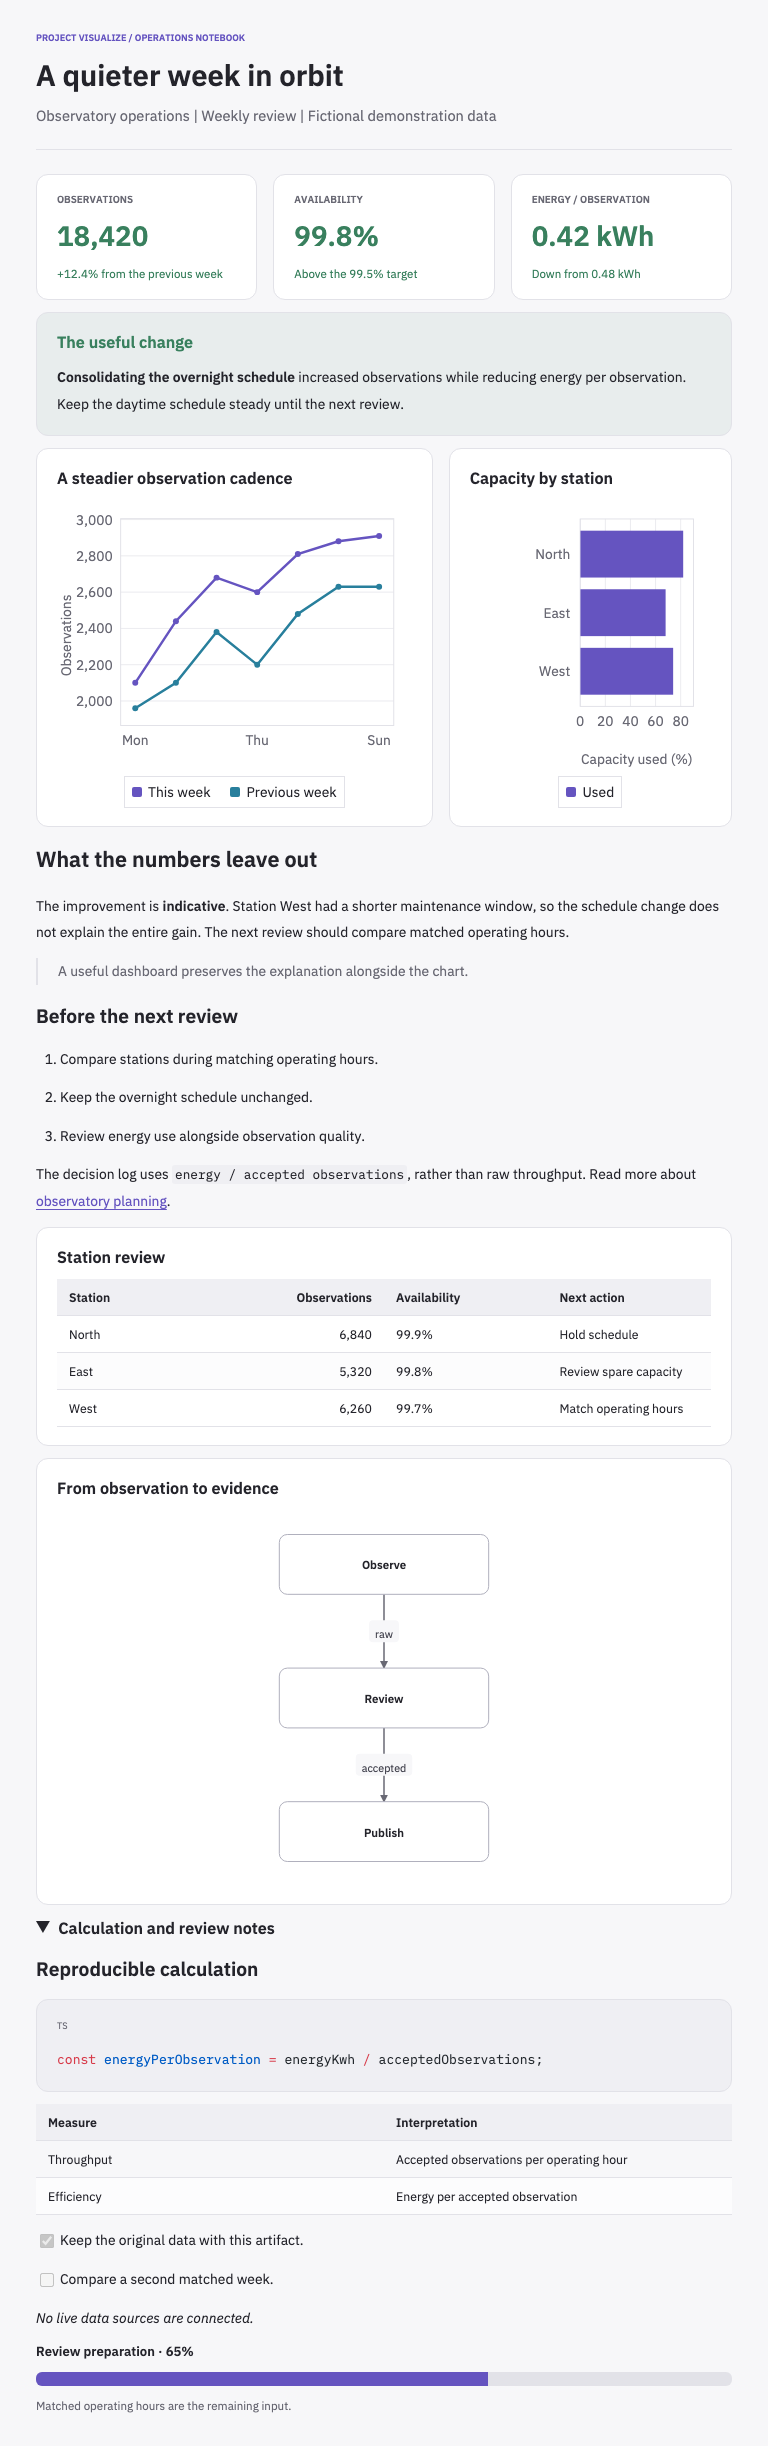 PROJECT VISUALIZE / OPERATIONS NOTEBOOK
A quieter week in orbit
Observatory operations | Weekly review | Fictional demonstration data
OBSERVATIONS
18,420
+12.4% from the previous week
AVAILABILITY
99.8%
Above the 99.5% target
ENERGY / OBSERVATION
0.42 kWh
Down from 0.48 kWh
The useful change
Consolidating the overnight schedule increased observations while reducing energy per observation.
Keep the daytime schedule steady until the next review.
A steadier observation cadence
Observations
3,000
2,800
2,600
2,400
2,200
2,000
Mon Thu Sun
This week Previous week
Capacity by station
North
East
West
0 20 40 60 80
Capacity used (%)
Used
What the numbers leave out
The improvement is indicative. Station West had a shorter maintenance window, so the schedule change does
not explain the entire gain. The next review should compare matched operating hours.
A useful dashboard preserves the explanation alongside the chart.
Before the next review
1. Compare stations during matching operating hours.
2. Keep the overnight schedule unchanged.
3. Review energy use alongside observation quality.
The decision log uses energy / accepted observations, rather than raw throughput. Read more about
observatory planning.
Station review
Station Observations Availability Next action
North 6,840 99.9% Hold schedule
East 5,320 99.8% Review spare capacity
West 6,260 99.7% Match operating hours
From observation to evidence
Observe
raw
Review
accepted
Publish
Calculation and review notes
Reproducible calculation
TS
const energyPerObservation = energyKwh / acceptedObservations;
Measure Interpretation
Throughput Accepted observations per operating hour
Efficiency Energy per accepted observation
Keep the original data with this artifact.
Compare a second matched week.
No live data sources are connected.
Review preparation · 65%
Matched operating hours are the remaining input.